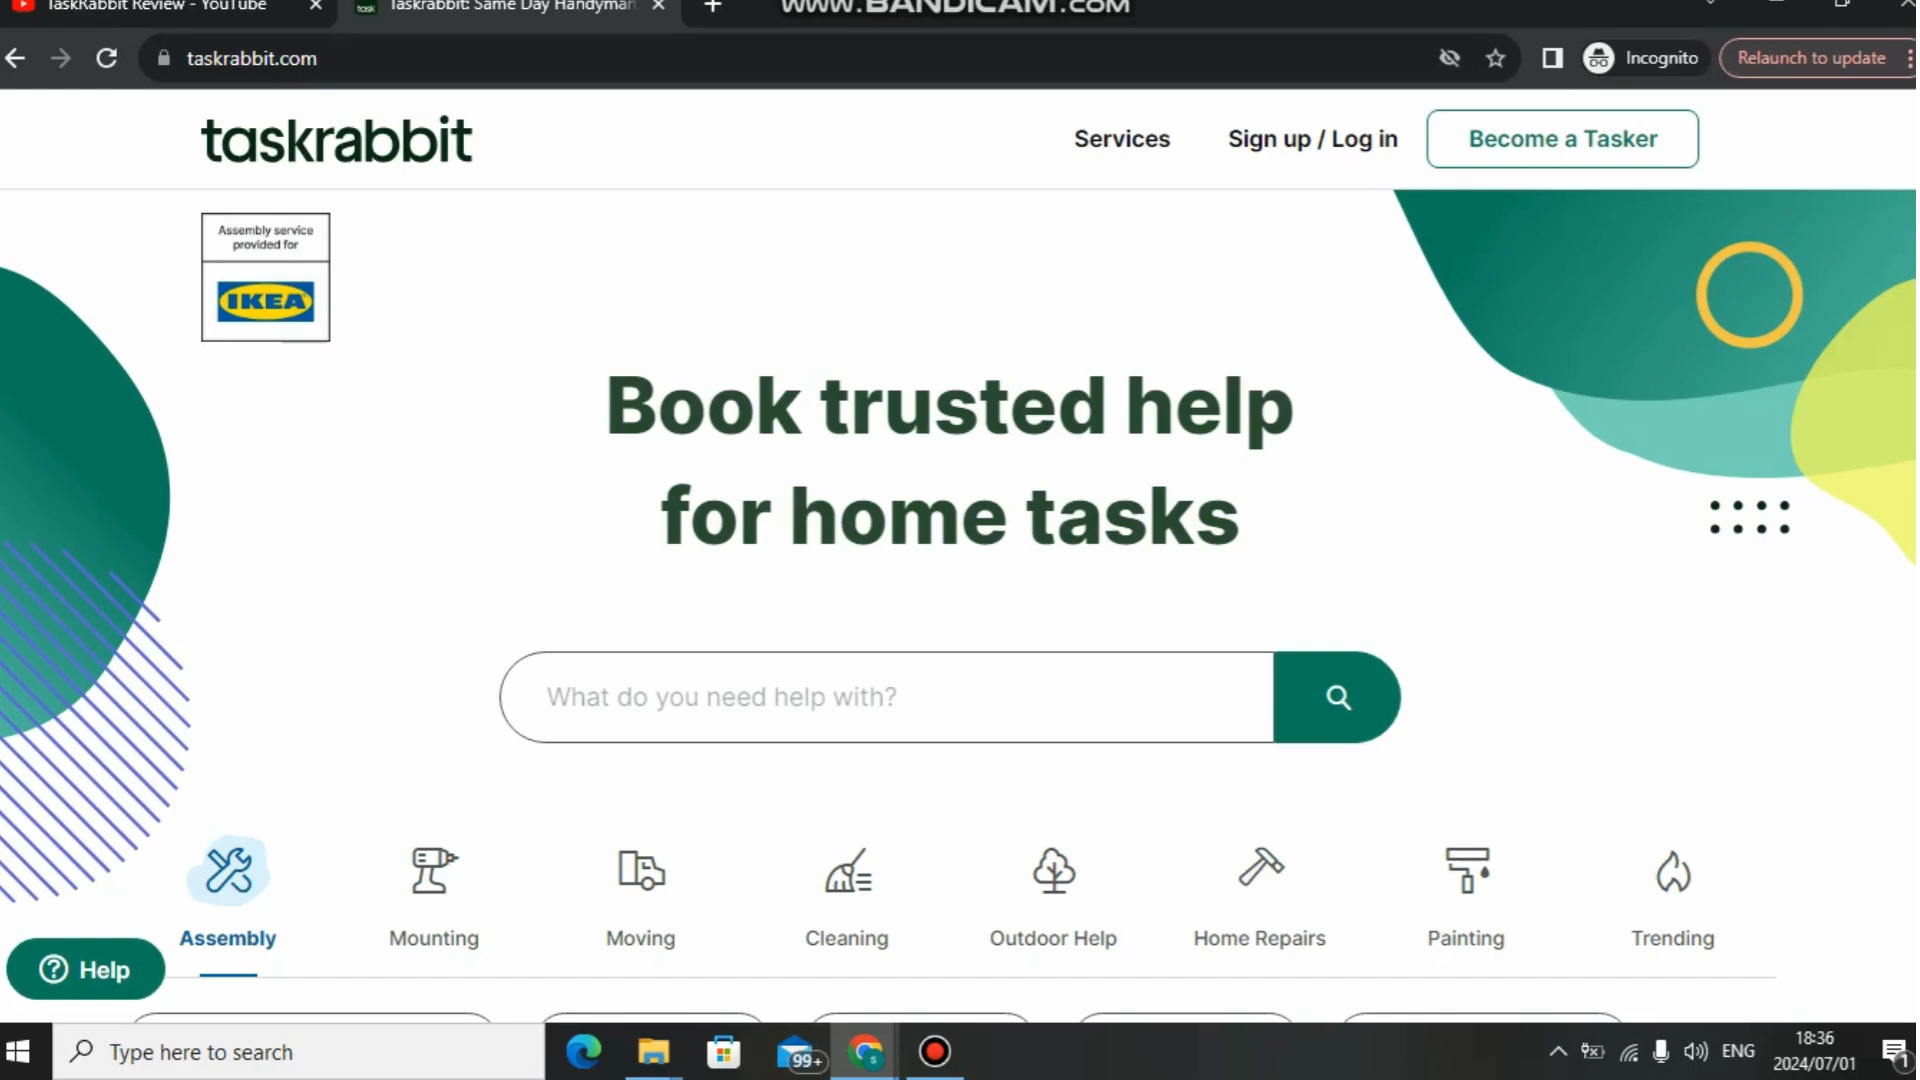 TaskRabbit Review - YouTube
Taskrabbit: Same Day Handyman,
WWW.BANDICAM.COM
taskrabbit.com
Incognito
Relaunch to update
taskrabbit
Services
Sign up / Log in
Become a Tasker
Assembly service
provided for
IKEA
Book trusted help
for home tasks
What do you need help with?
Assembly
Mounting
Moving
Cleaning
Outdoor Help
Home Repairs
Painting
Trending
Help
Type here to search
99+
ENG
18:36
2024/07/01
1